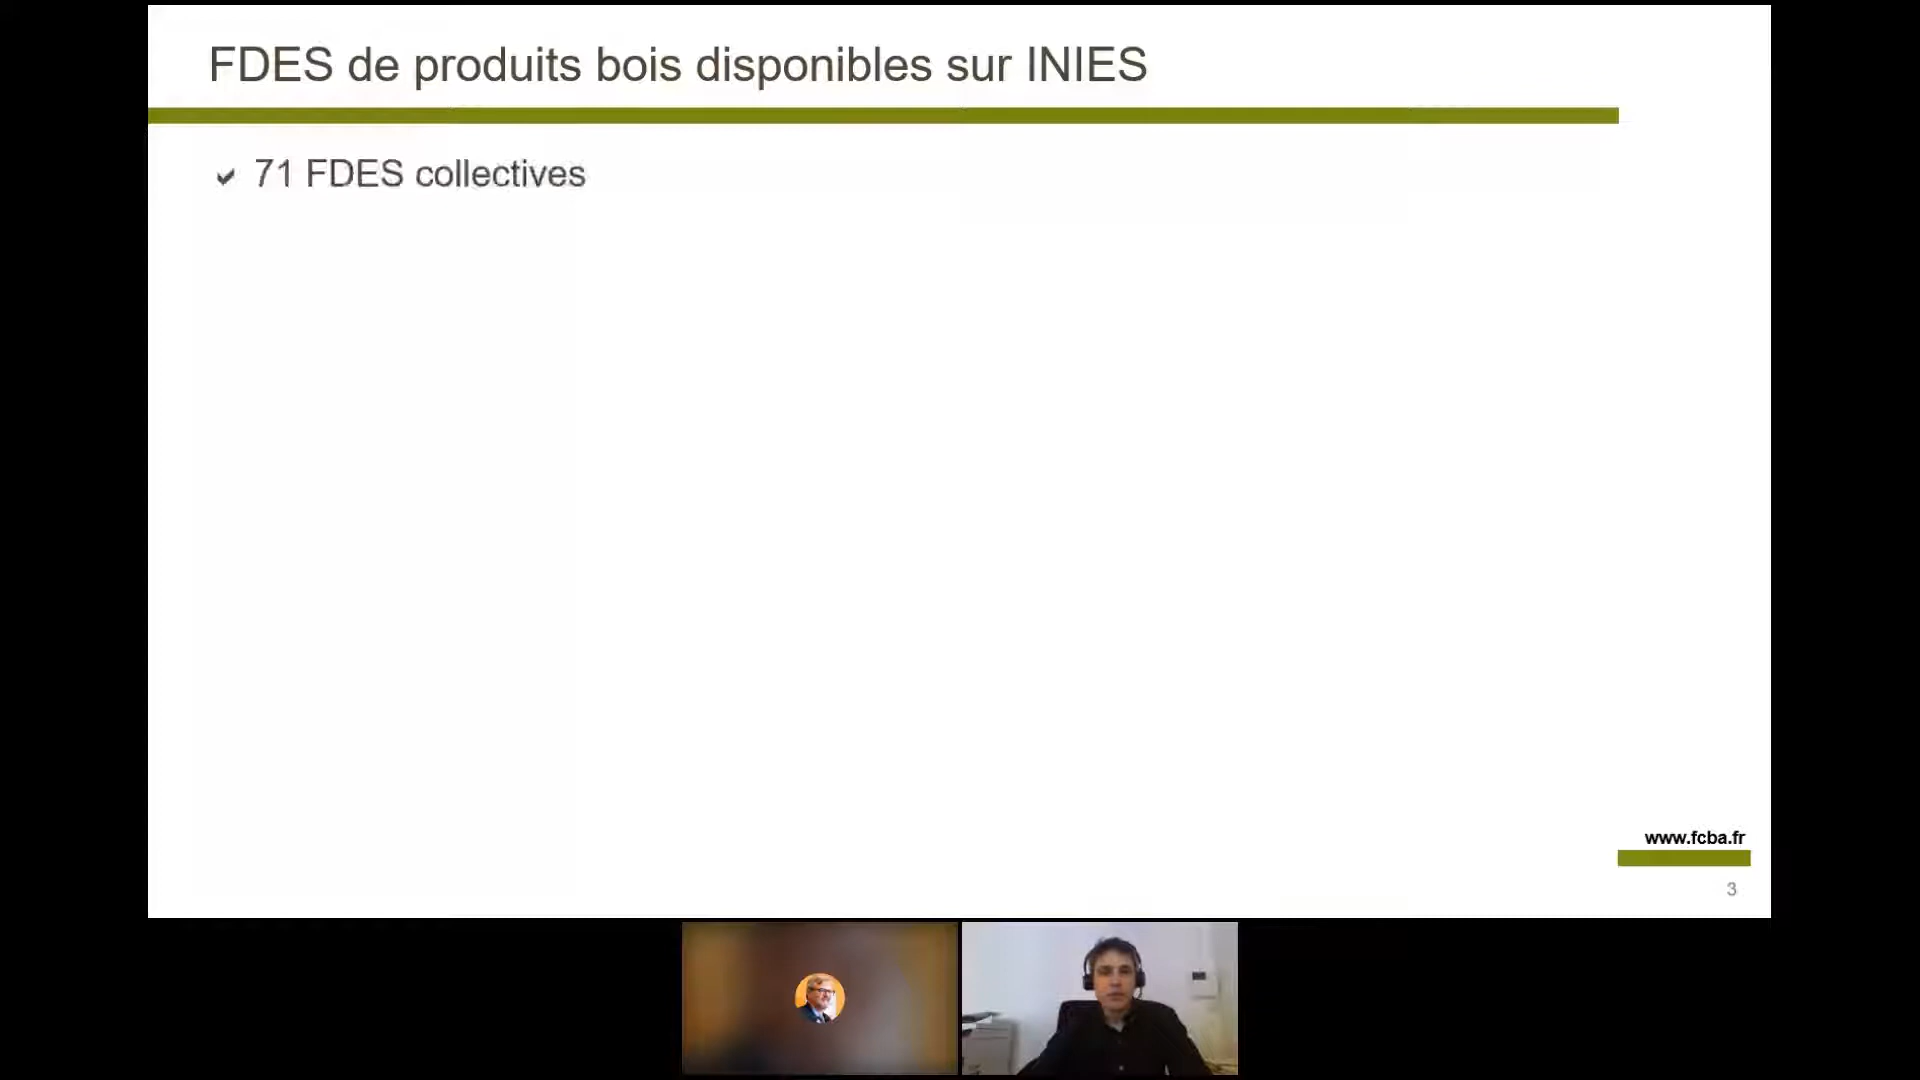 FDES de produits bois disponibles sur INIES
71 FDES collectives
www.fcba.fr
3